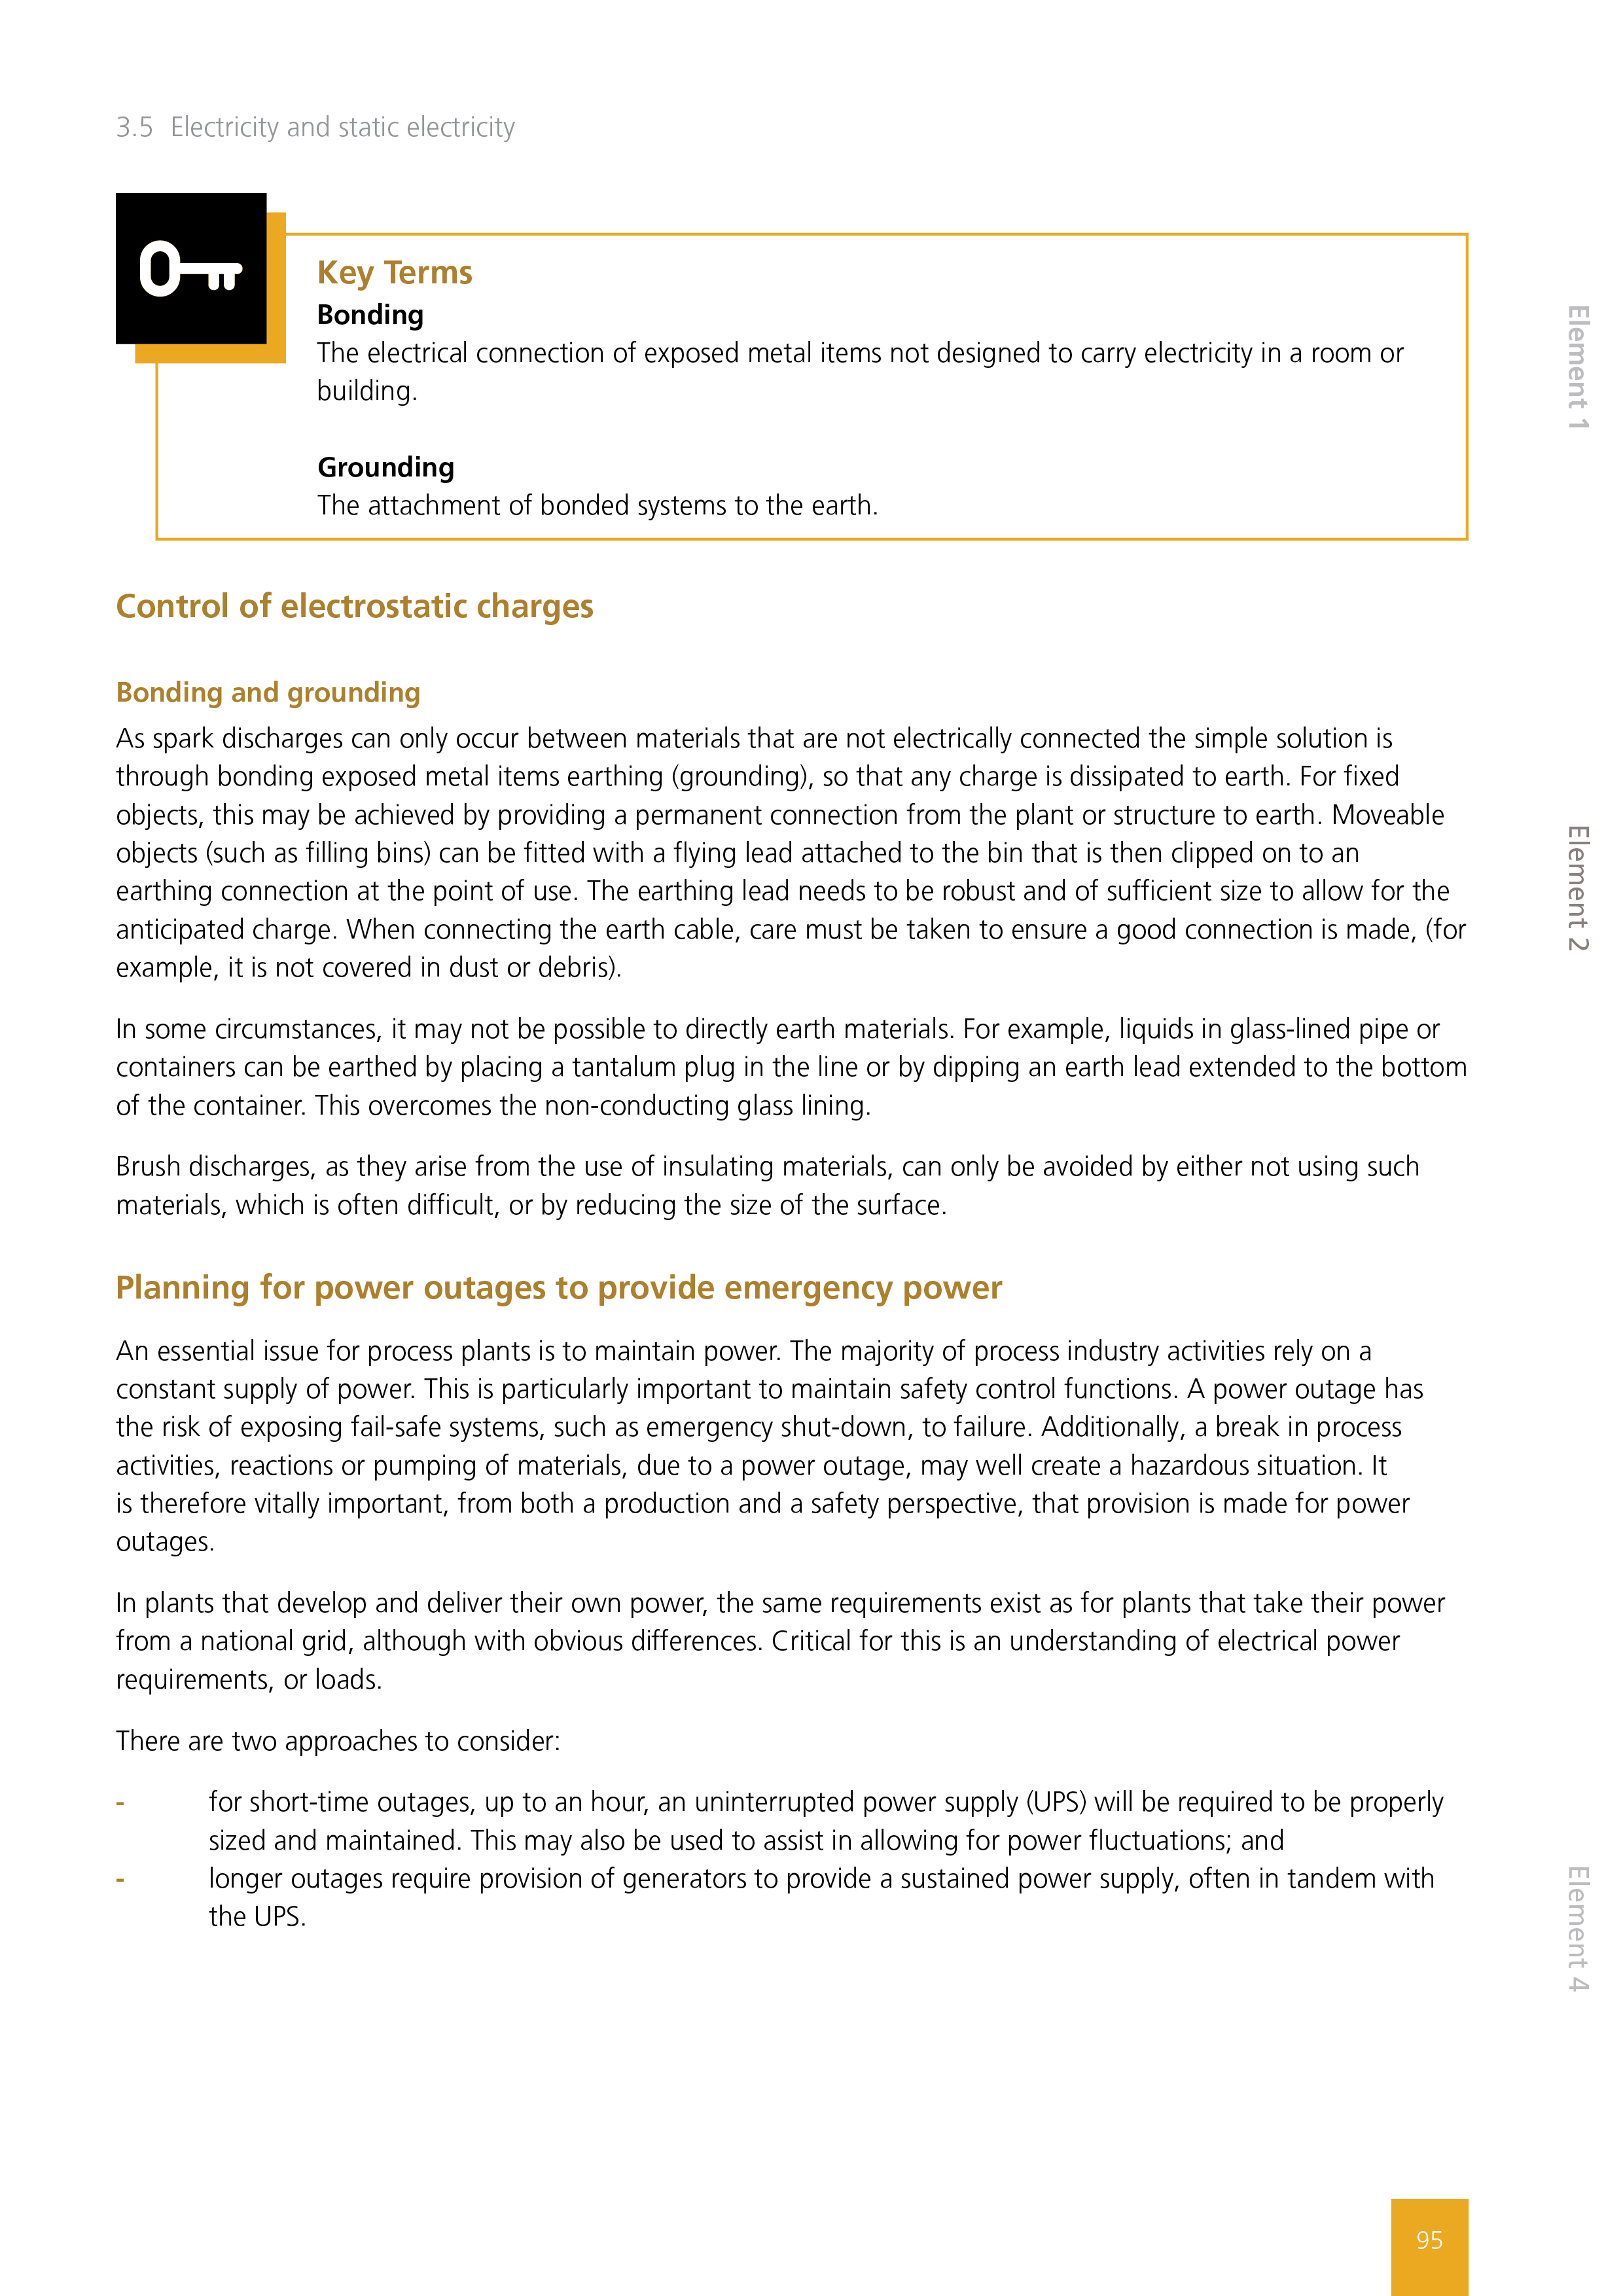 3.5 Electricity and static electricity
Key Terms
Bonding
The electrical connection of exposed metal items not designed to carry electricity in a room or
building.
Grounding
The attachment of bonded systems to the earth.
Control of electrostatic charges
Bonding and grounding
As spark discharges can only occur between materials that are not electrically connected the simple solution is
through bonding exposed metal items earthing (grounding), so that any charge is dissipated to earth. For fixed
objects, this may be achieved by providing a permanent connection from the plant or structure to earth. Moveable
objects (such as filling bins) can be fitted with a flying lead attached to the bin that is then clipped on to an
earthing connection at the point of use. The earthing lead needs to be robust and of sufficient size to allow for the
anticipated charge. When connecting the earth cable, care must be taken to ensure a good connection is made, (for
example, it is not covered in dust or debris).
In some circumstances, it may not be possible to directly earth materials. For example, liquids in glass-lined pipe or
containers can be earthed by placing a tantalum plug in the line or by dipping an earth lead extended to the bottom
of the container. This overcomes the non-conducting glass lining.
Brush discharges, as they arise from the use of insulating materials, can only be avoided by either not using such
materials, which is often difficult, or by reducing the size of the surface.
Planning for power outages to provide emergency power
An essential issue for process plants is to maintain power. The majority of process industry activities rely on a
constant supply of power. This is particularly important to maintain safety control functions. A power outage has
the risk of exposing fail-safe systems, such as emergency shut-down, to failure. Additionally, a break in process
activities, reactions or pumping of materials, due to a power outage, may well create a hazardous situation. It
is therefore vitally important, from both a production and a safety perspective, that provision is made for power
outages.
In plants that develop and deliver their own power, the same requirements exist as for plants that take their power
from a national grid, although with obvious differences. Critical for this is an understanding of electrical power
requirements, or loads.
There are two approaches to consider:
- for short-time outages, up to an hour, an uninterrupted power supply (UPS) will be required to be properly
sized and maintained. This may also be used to assist in allowing for power fluctuations; and
- longer outages require provision of generators to provide a sustained power supply, often in tandem with
the UPS.
Element 1
Element 2
Element 4
95